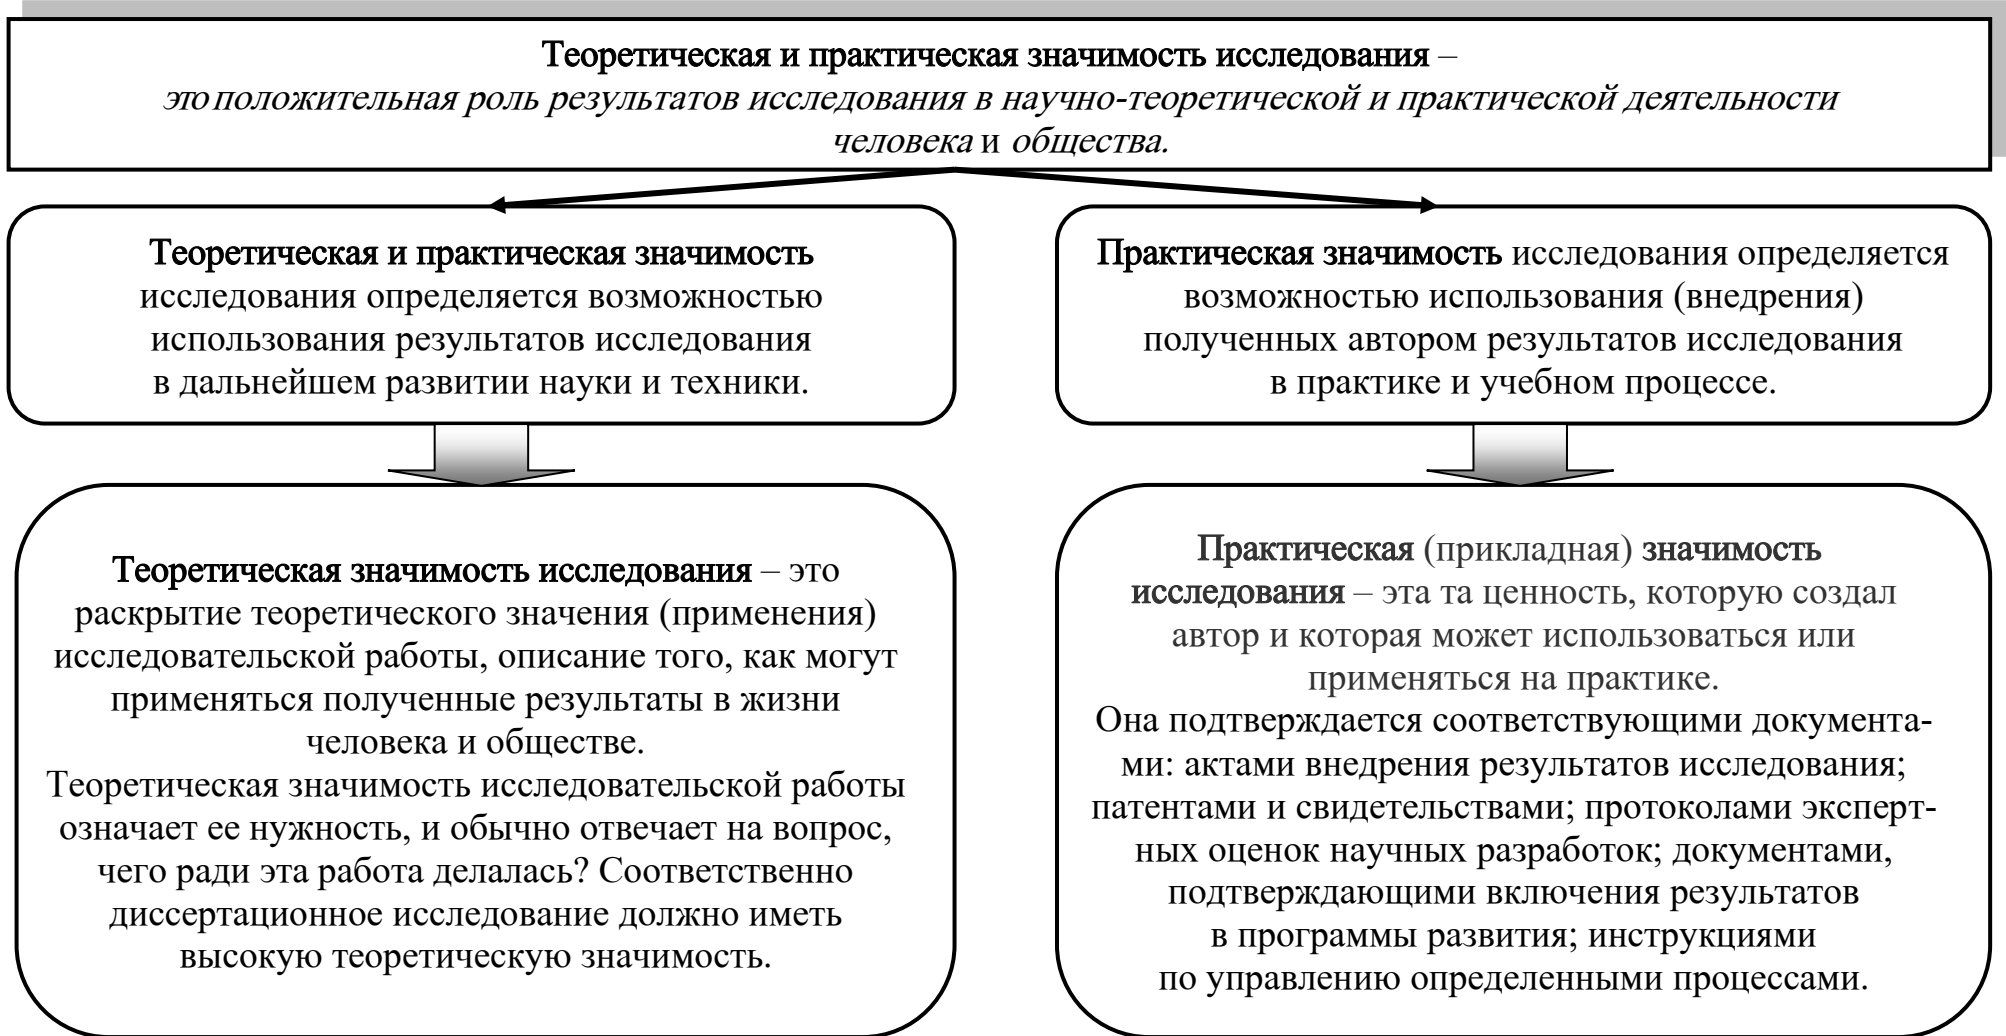 Теоретическая и практическая значимость исследования –
это положительная роль результатов исследования в научно-теоретической и практической деятельности
человека и общества.
Теоретическая и практическая значимость
исследования определяется возможностью
использования результатов исследования
в дальнейшем развитии науки и техники.
Практическая значимость исследования определяется
возможностью использования (внедрения)
полученных автором результатов исследования
в практике и учебном процессе.
Теоретическая значимость исследования – это
раскрытие теоретического значения (применения)
исследовательской работы, описание того, как могут
применяться полученные результаты в жизни
человека и обществе.
Теоретическая значимость исследовательской работы
означает ее нужность, и обычно отвечает на вопрос,
чего ради эта работа делалась? Соответственно
диссертационное исследование должно иметь
высокую теоретическую значимость.
Практическая (прикладная) значимость
исследования – эта та ценность, которую создал
автор и которая может использоваться или
применяться на практике.
Она подтверждается соответствующими документа-
ми: актами внедрения результатов исследования;
патентами и свидетельствами; протоколами эксперт-
ных оценок научных разработок; документами,
подтверждающими включения результатов
в программы развития; инструкциями
по управлению определенными процессами.